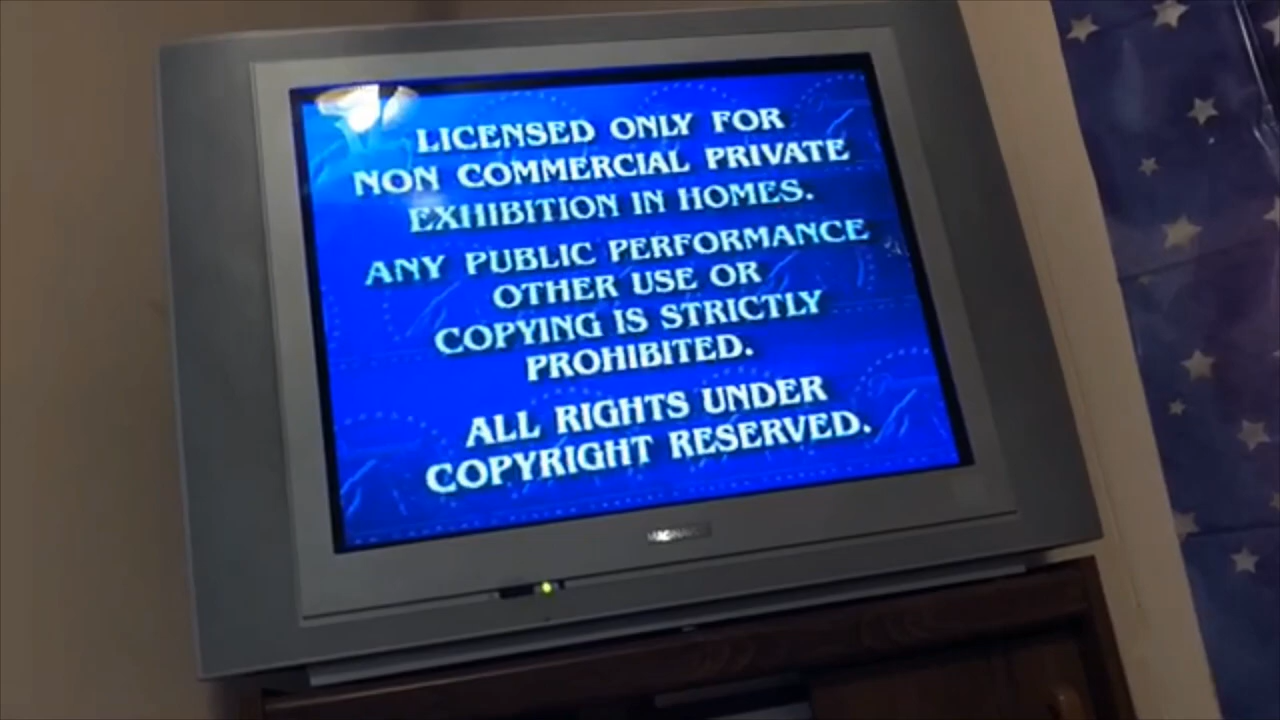 LICENSED ONLY FOR
NON COMMERCIAL PRIVATE
EXHIBITION IN HOMES.
ANY PUBLIC PERFORMANCE
OTHER USE OR
COPYING IS STRICTLY
PROHIBITED.
ALL RIGHTS UNDER
COPYRIGHT RESERVED.